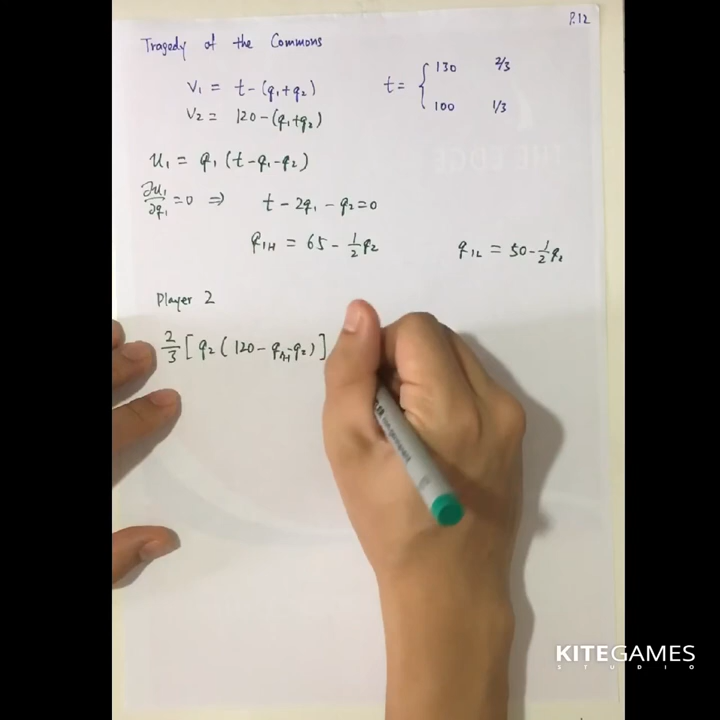 P.12
Tragedy of the Commons
V₁ = t - (q₁+q₂)
V₂ = 120 - (q₁+q₂)
t = { 130 2/3
100 1/3
u₁ = q₁ (t - q₁ - q₂)
∂u₁/∂q₁ = 0 ⇒ t - 2q₁ - q₂ = 0
q₁H = 65 - 1/2 q₂
q₁L = 50 - 1/2 q₂
Player 2
2/3 [ q₂ ( 120 - q₁H - q₂ ) ]
KITEGAMES
STUDIO